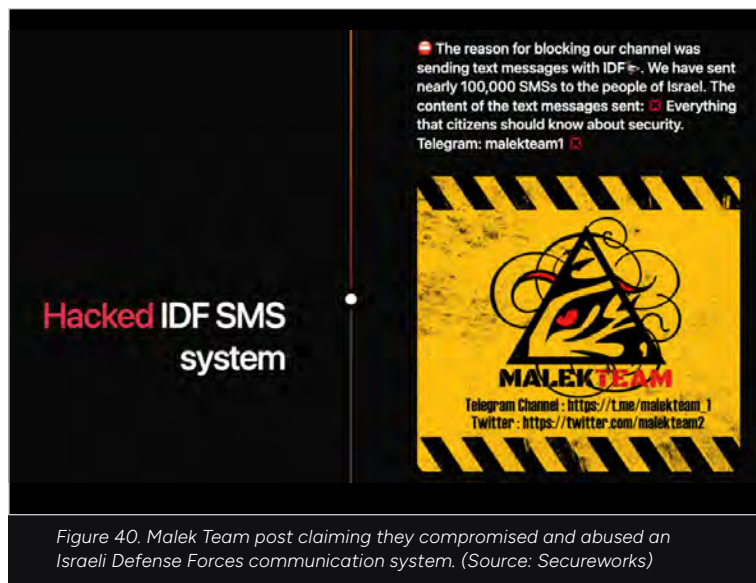 ⛔ The reason for blocking our channel was
sending text messages with IDF. We have sent
nearly 100,000 SMSs to the people of Israel. The
content of the text messages sent: Everything
that citizens should know about security.
Telegram: malekteam1
Hacked IDF SMS
system
MALEKTEAM
Telegram Channel : https://t.me/malekteam_1
Twitter : https://twitter.com/malekteam2
Figure 40. Malek Team post claiming they compromised and abused an
Israeli Defense Forces communication system. (Source: Secureworks)